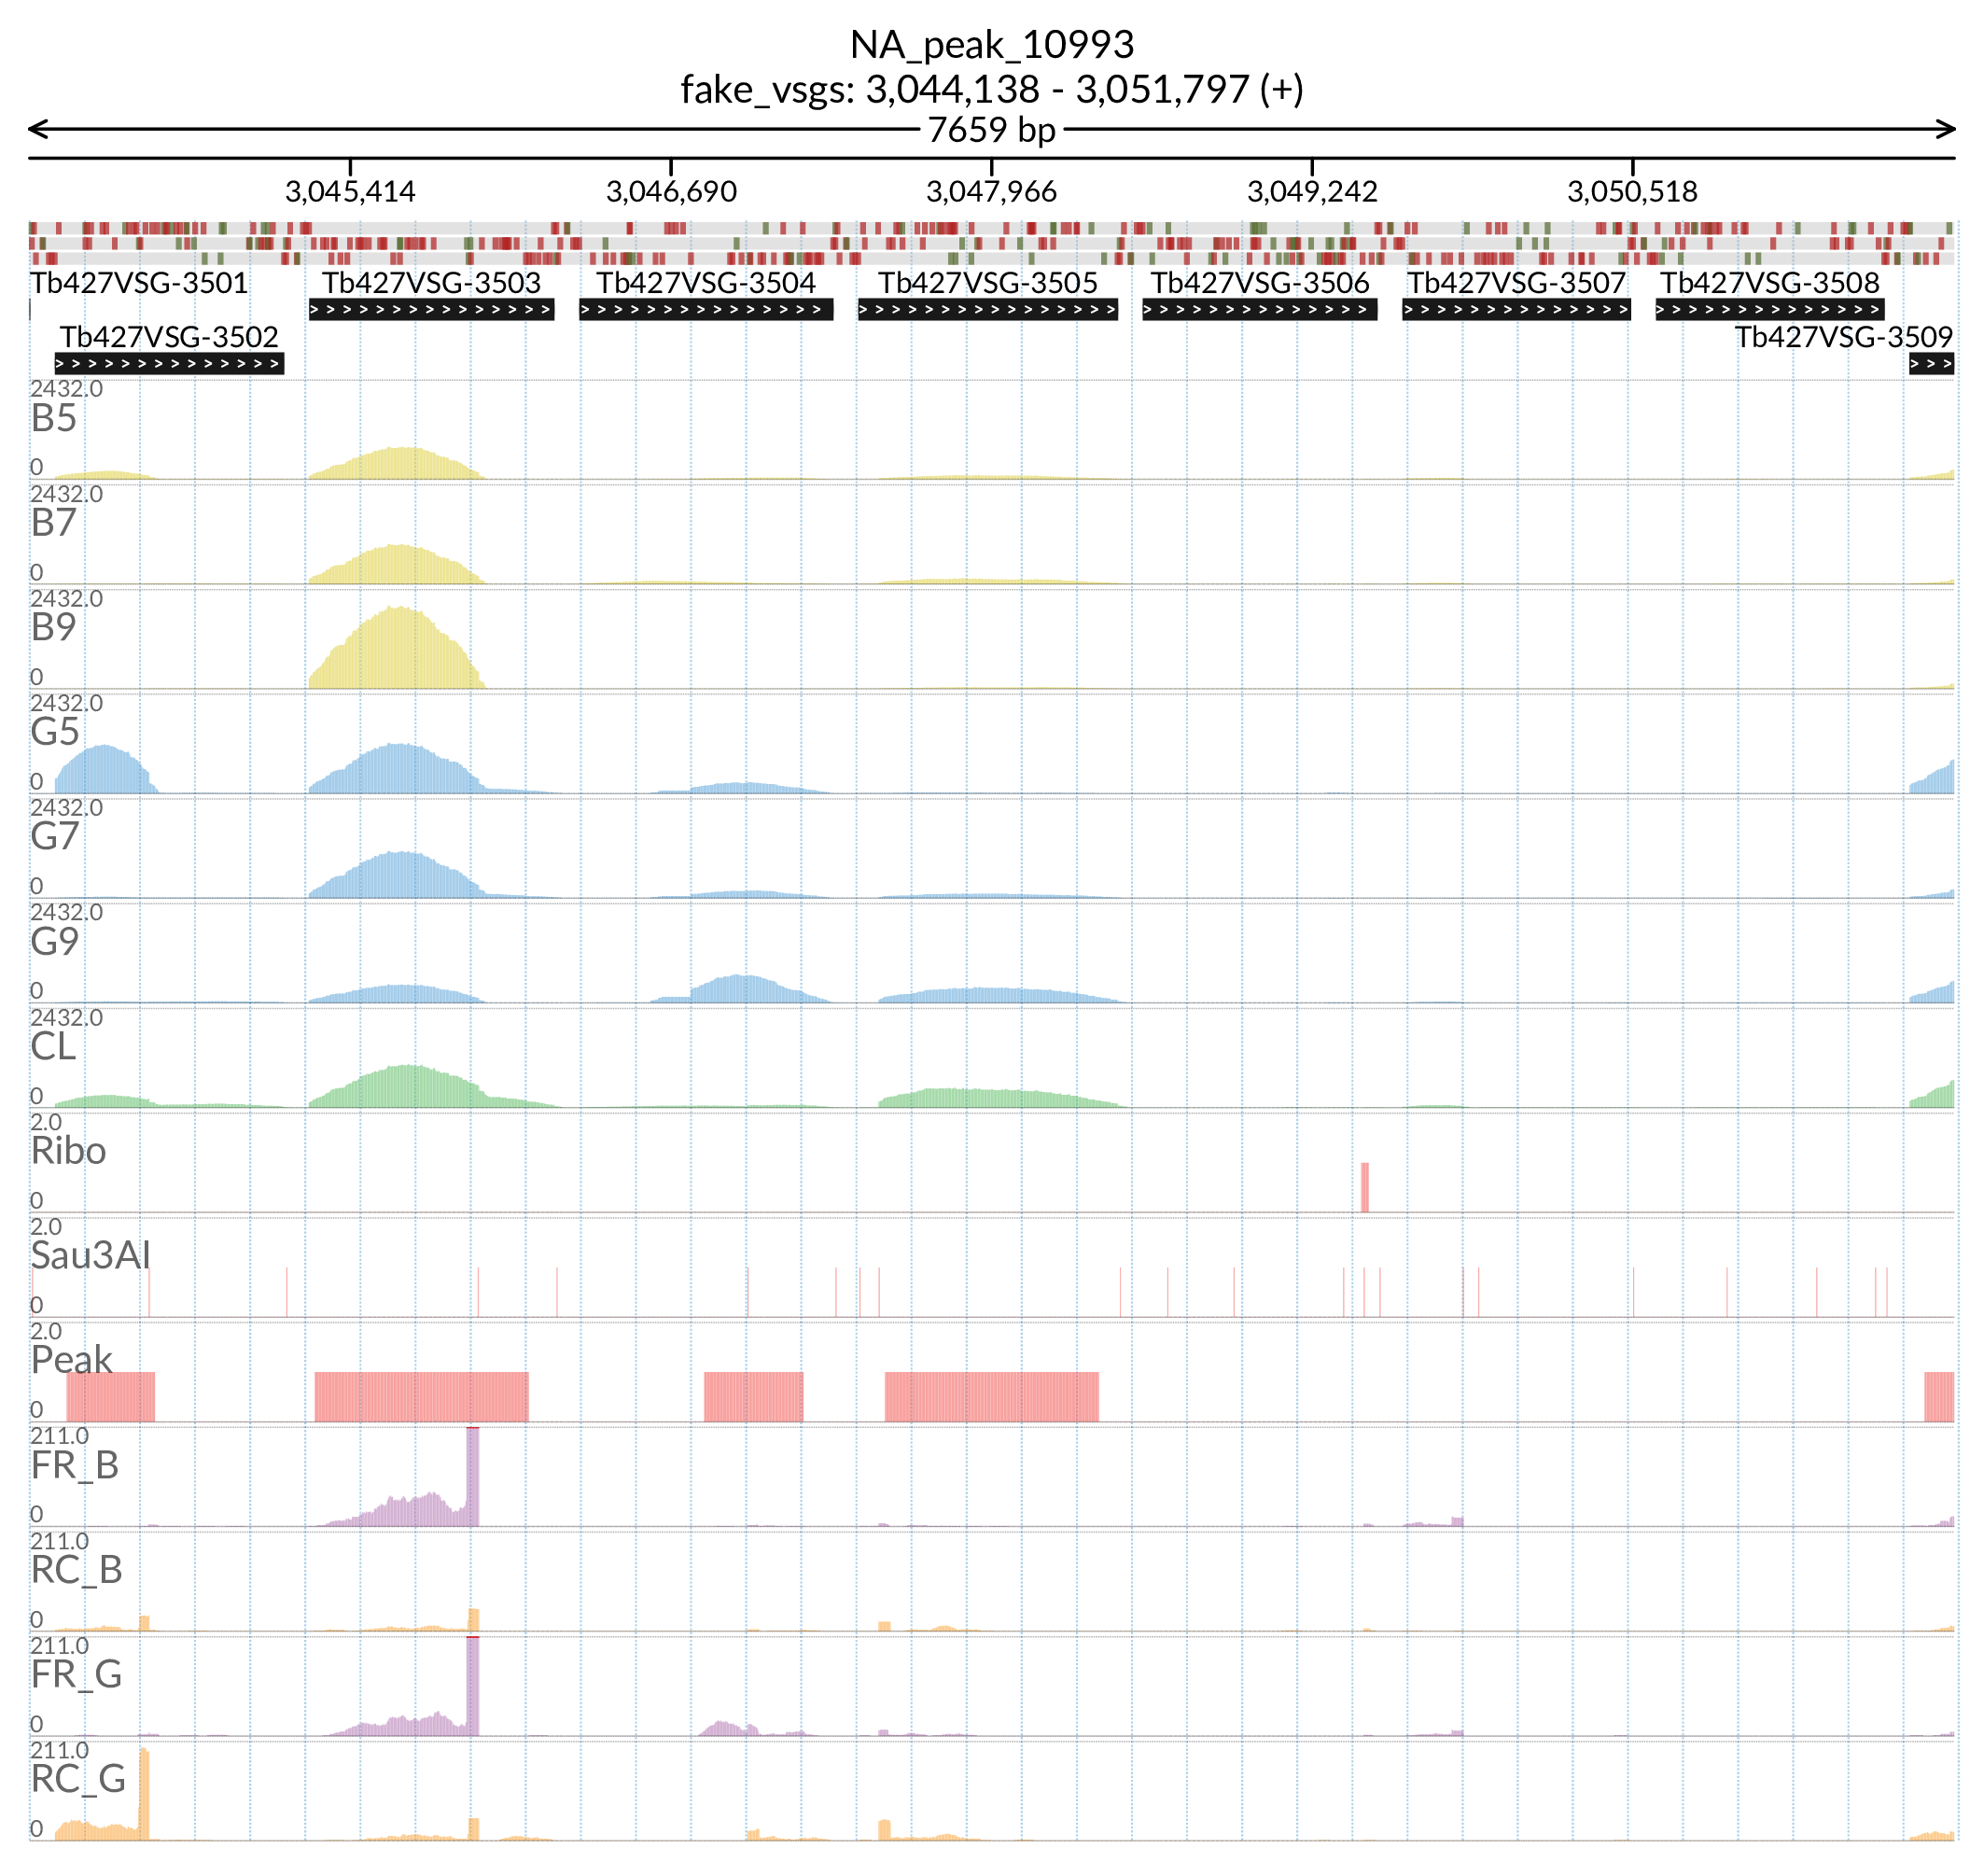 NA_peak_10993
fake_vsgs: 3,044,138 - 3,051,797 (+)
7659 bp
3,045,414 3,046,690 3,047,966 3,049,242 3,050,518
Tb427VSG-3501 Tb427VSG-3503 Tb427VSG-3504 Tb427VSG-3505 Tb427VSG-3506 Tb427VSG-3507 Tb427VSG-3508
Tb427VSG-3502 Tb427VSG-3509
2432.0
B5
0
2432.0
B7
0
2432.0
B9
0
2432.0
G5
0
2432.0
G7
0
2432.0
G9
0
2432.0
CL
0
2.0
Ribo
0
2.0
Sau3AI
0
2.0
Peak
0
211.0
FR_B
0
211.0
RC_B
0
211.0
FR_G
0
211.0
RC_G
0